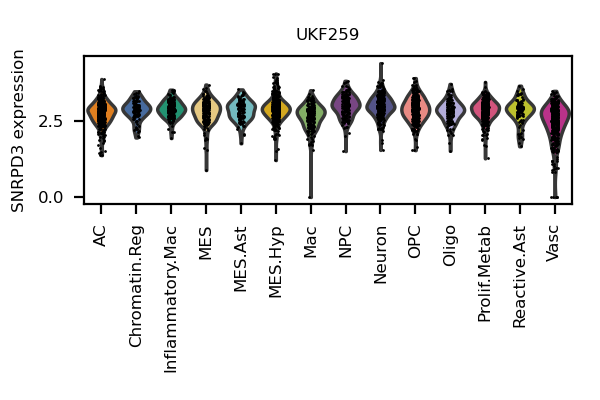 UKF259
SNRPD3 expression
2.5
0.0
AC
Chromatin.Reg
Inflammatory.Mac
MES
MES.Ast
MES.Hyp
Mac
NPC
Neuron
OPC
Oligo
Prolif.Metab
Reactive.Ast
Vasc